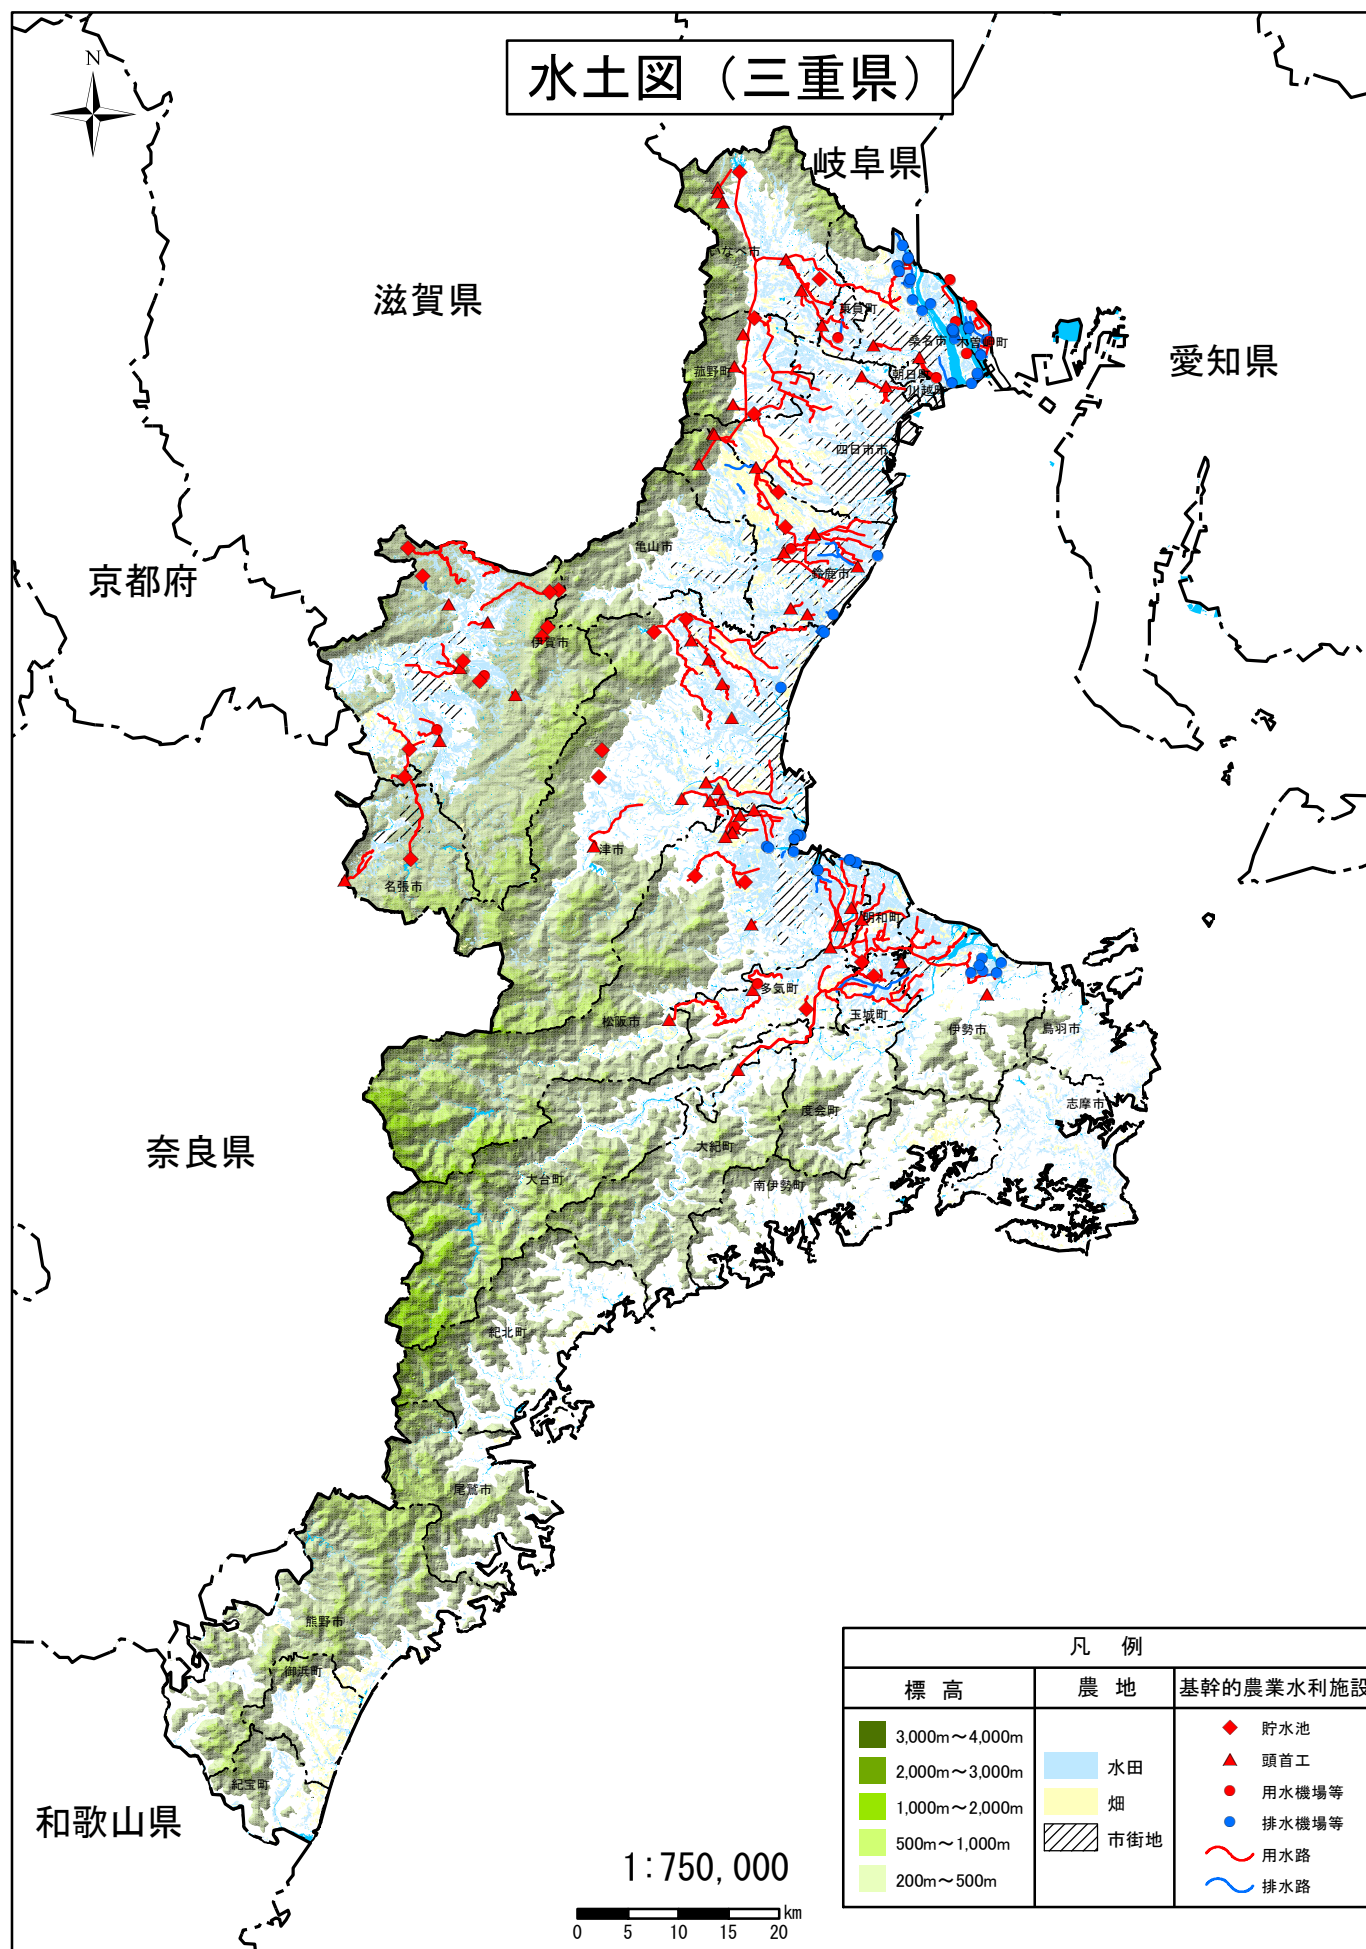 水土図（三重県）
N
岐阜県
滋賀県
愛知県
京都府
奈良県
和歌山県
いなべ市
東員町
桑名市
木曽岬町
菰野町
朝日町
川越町
四日市市
亀山市
鈴鹿市
伊賀市
津市
名張市
明和町
多気町
松阪市
玉城町
伊勢市
鳥羽市
志摩市
度会町
大紀町
大台町
南伊勢町
紀北町
尾鷲市
熊野市
御浜町
紀宝町
1:750,000
km
0 5 10 15 20
凡 例
標 高
3,000m～4,000m
2,000m～3,000m
1,000m～2,000m
500m～1,000m
200m～500m
農 地
水田
畑
市街地
基幹的農業水利施設
貯水池
頭首工
用水機場等
排水機場等
用水路
排水路